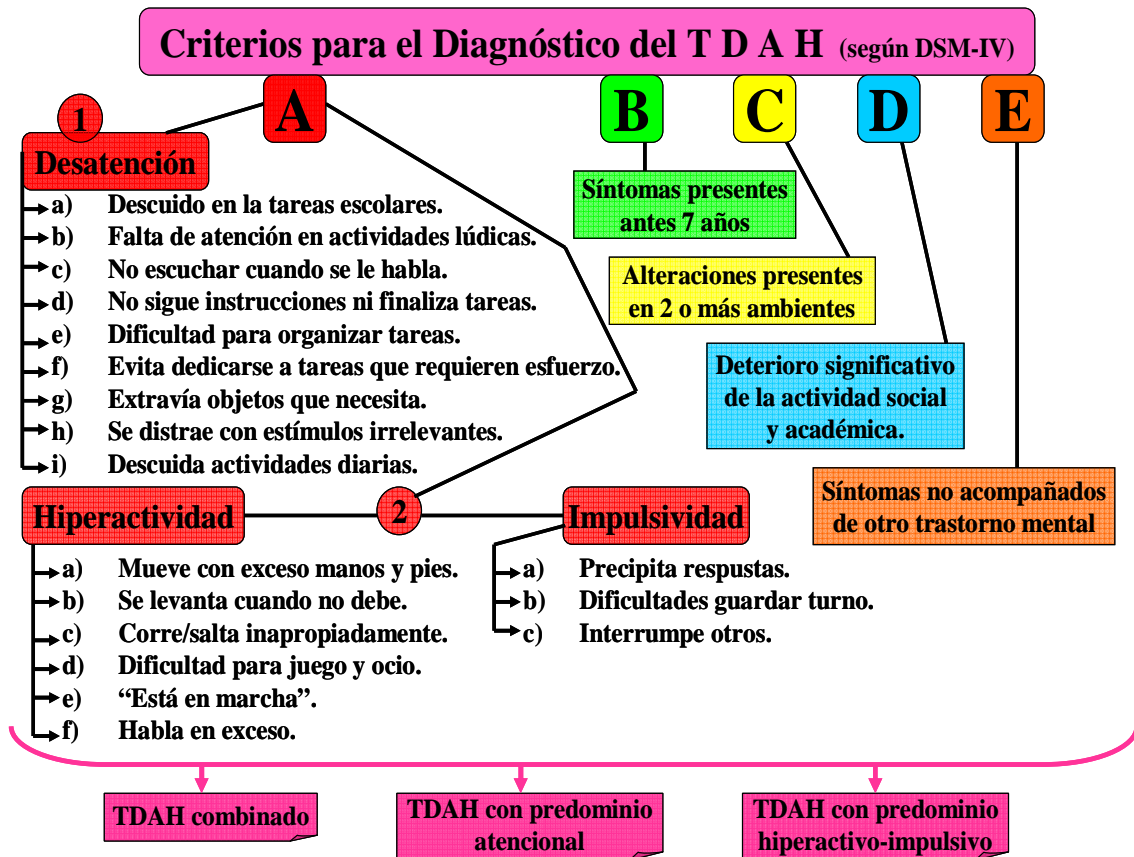 Criterios para el Diagnóstico del T D A H (según DSM-IV)
A
B
C
D
E
1
Desatención
a) Descuido en la tareas escolares.
b) Falta de atención en actividades lúdicas.
c) No escuchar cuando se le habla.
d) No sigue instrucciones ni finaliza tareas.
e) Dificultad para organizar tareas.
f) Evita dedicarse a tareas que requieren esfuerzo.
g) Extravía objetos que necesita.
h) Se distrae con estímulos irrelevantes.
i) Descuida actividades diarias.
Síntomas presentes
antes 7 años
Alteraciones presentes
en 2 o más ambientes
Deterioro significativo
de la actividad social
y académica.
Síntomas no acompañados
de otro trastorno mental
2
Hiperactividad
a) Mueve con exceso manos y pies.
b) Se levanta cuando no debe.
c) Corre/salta inapropiadamente.
d) Dificultad para juego y ocio.
e) “Está en marcha”.
f) Habla en exceso.
Impulsividad
a) Precipita respustas.
b) Dificultades guardar turno.
c) Interrumpe otros.
TDAH combinado
TDAH con predominio
atencional
TDAH con predominio
hiperactivo-impulsivo